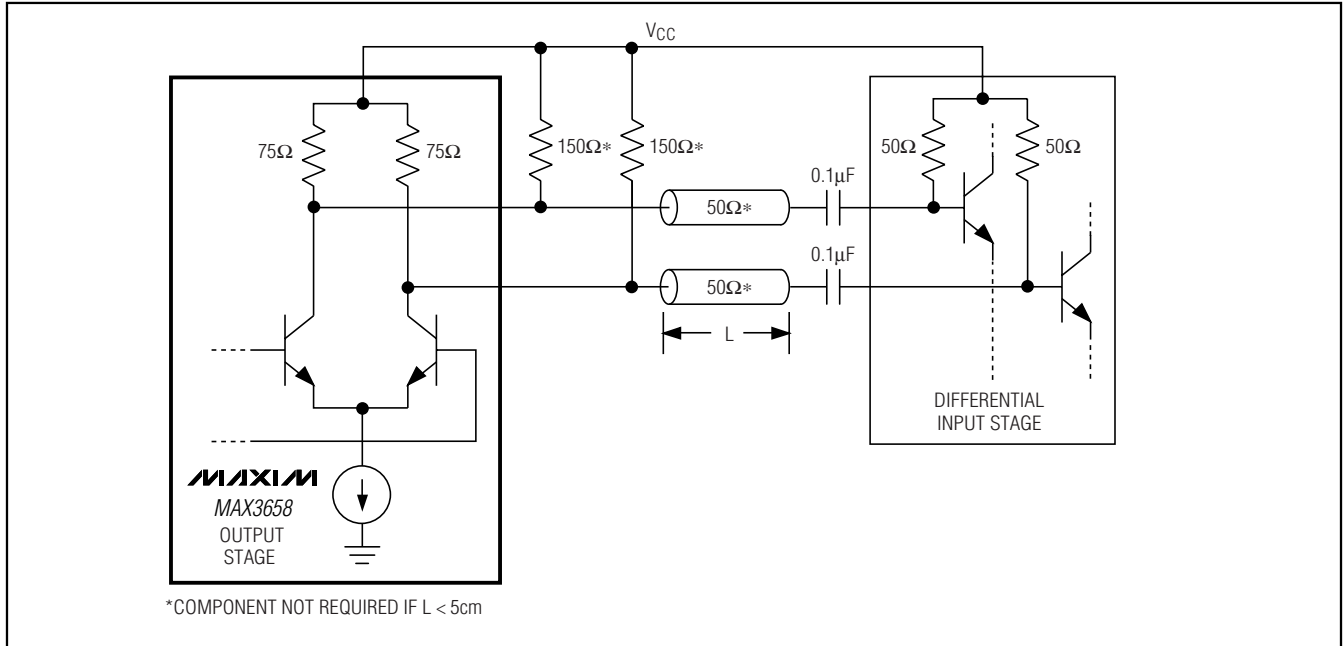 VCC
75Ω
75Ω
150Ω*
150Ω*
50Ω
50Ω
0.1μF
50Ω*
0.1μF
50Ω*
L
DIFFERENTIAL
INPUT STAGE
MAXIM
MAX3658
OUTPUT
STAGE
*COMPONENT NOT REQUIRED IF L < 5cm